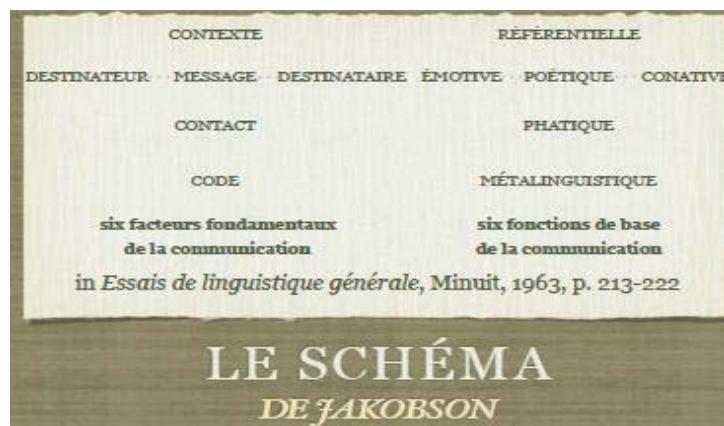 CONTEXTE RÉFÉRENTIELLE
DESTINATEUR ·· MESSAGE ·· DESTINATAIRE ÉMOTIVE ·· POÉTIQUE ·· CONATIVE
CONTACT PHATIQUE
CODE MÉTALINGUISTIQUE
six facteurs fondamentaux six fonctions de base
de la communication de la communication
in Essais de linguistique générale, Minuit, 1963, p. 213-222
LE SCHÉMA
DE JAKOBSON